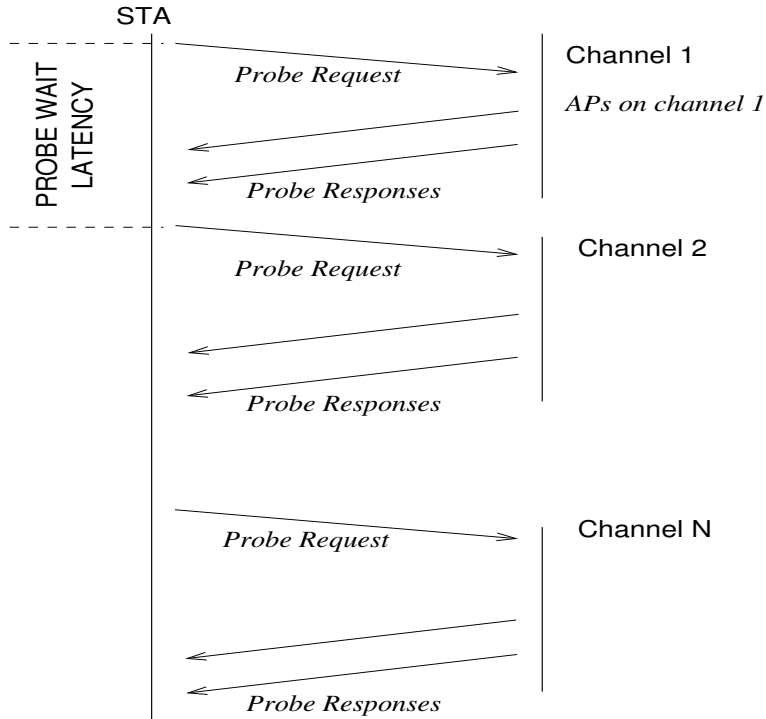 STA
PROBE WAIT
LATENCY
Probe Request
Channel 1
APs on channel 1
Probe Responses
Probe Request
Channel 2
Probe Responses
Probe Request
Channel N
Probe Responses